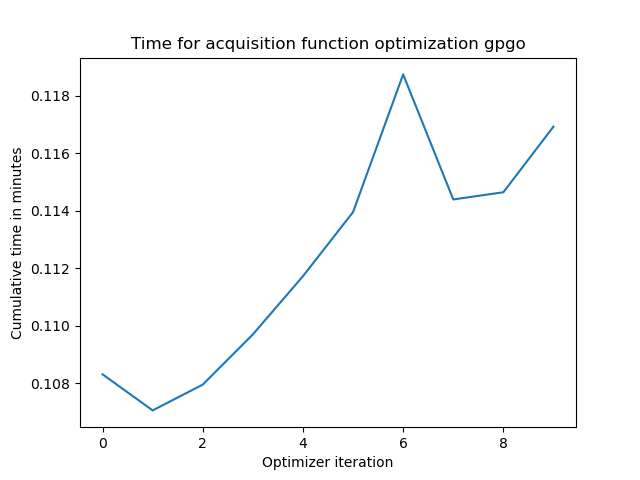 Time for acquisition function optimization gpgo
Cumulative time in minutes
0.118
0.116
0.114
0.112
0.110
0.108
0 2 4 6 8
Optimizer iteration